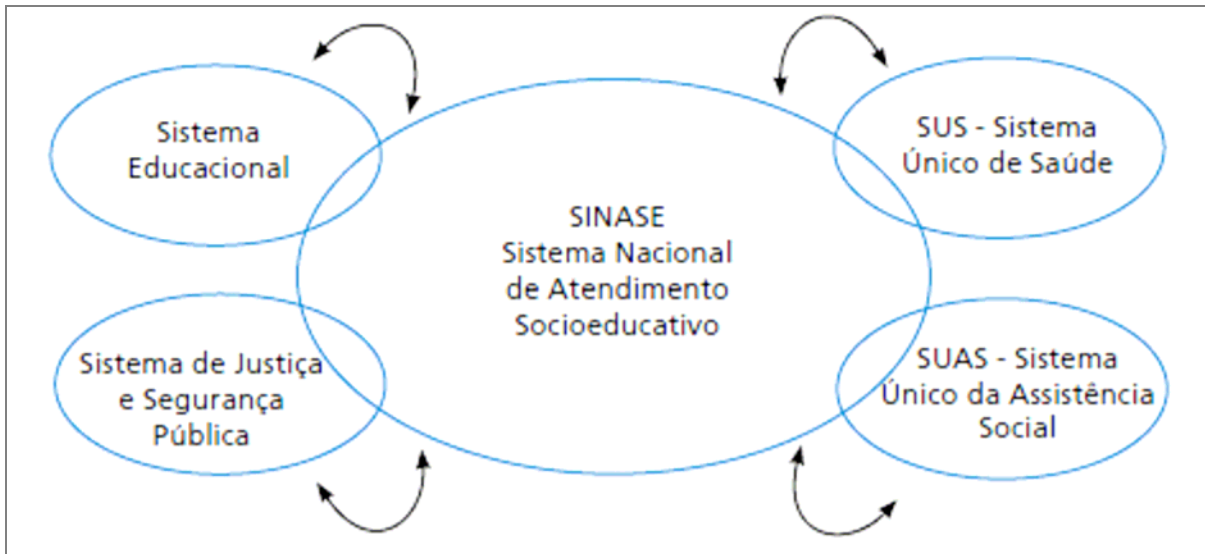 Sistema
Educacional
SUS - Sistema
Único de Saúde
SINASE
Sistema Nacional
de Atendimento
Socioeducativo
Sistema de Justiça
e Segurança
Pública
SUAS - Sistema
Único da Assistência
Social